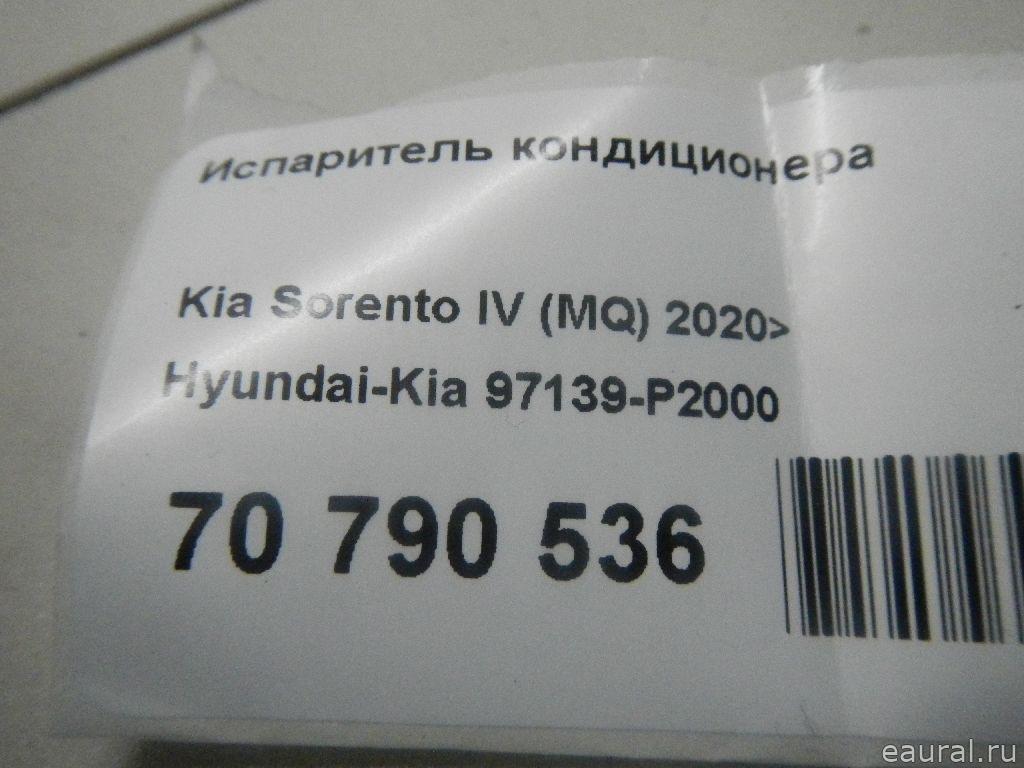 Испаритель кондиционера
Kia Sorento IV (MQ) 2020>
Hyundai-Kia 97139-P2000
70 790 536
eaural.ru